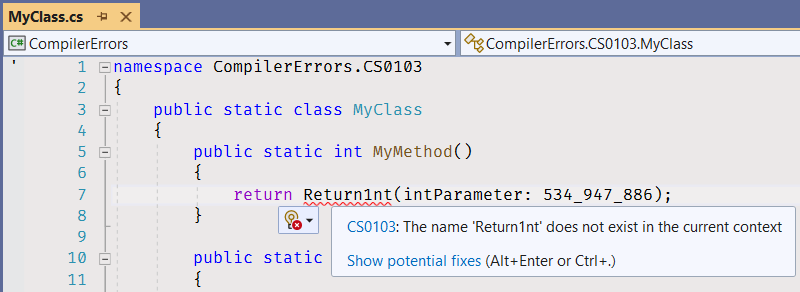 MyClass.cs
CompilerErrors CompilerErrors.CS0103.MyClass
1 namespace CompilerErrors.CS0103
2 {
3 public static class MyClass
4 {
5 public static int MyMethod()
6 {
7 return Return1nt(intParameter: 534_947_886);
8 }
9
10 public static
11 {
CS0103: The name 'Return1nt' does not exist in the current context
Show potential fixes (Alt+Enter or Ctrl+.)